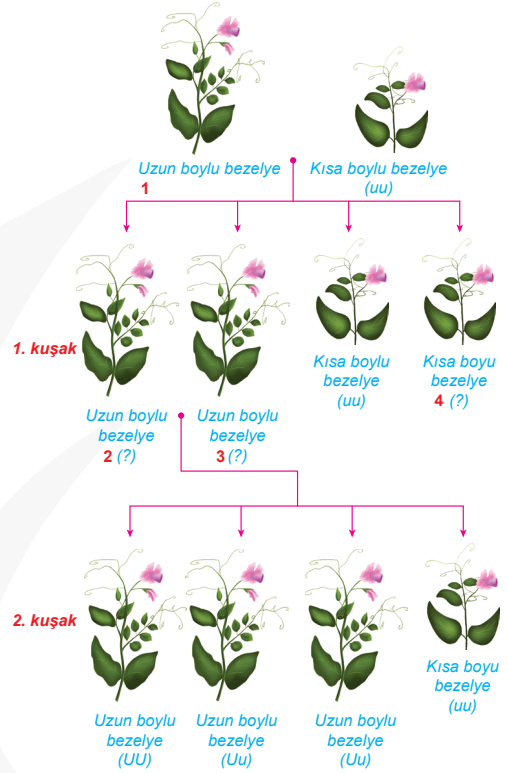 Uzun boylu bezelye
1
Kısa boylu bezelye
(uu)
1. kuşak
Uzun boylu
bezelye
2 (?)
Uzun boylu
bezelye
3 (?)
Kısa boylu
bezelye
(uu)
Kısa boyu
bezelye
4 (?)
2. kuşak
Uzun boylu
bezelye
(UU)
Uzun boylu
bezelye
(Uu)
Uzun boylu
bezelye
(Uu)
Kısa boyu
bezelye
(uu)